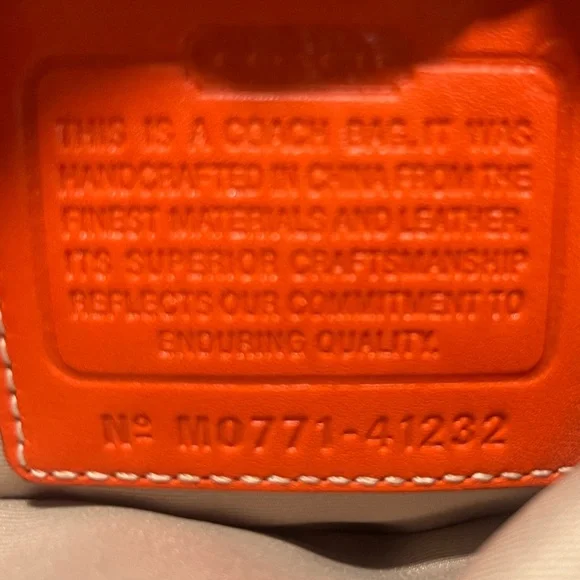 THIS IS A COACH BAG. IT WAS
HANDCRAFTED IN CHINA FROM THE
FINEST MATERIALS AND LEATHER.
ITS SUPERIOR CRAFTSMANSHIP
REFLECTS OUR COMMITMENT TO
ENDURING QUALITY.
Nº M0771-41232